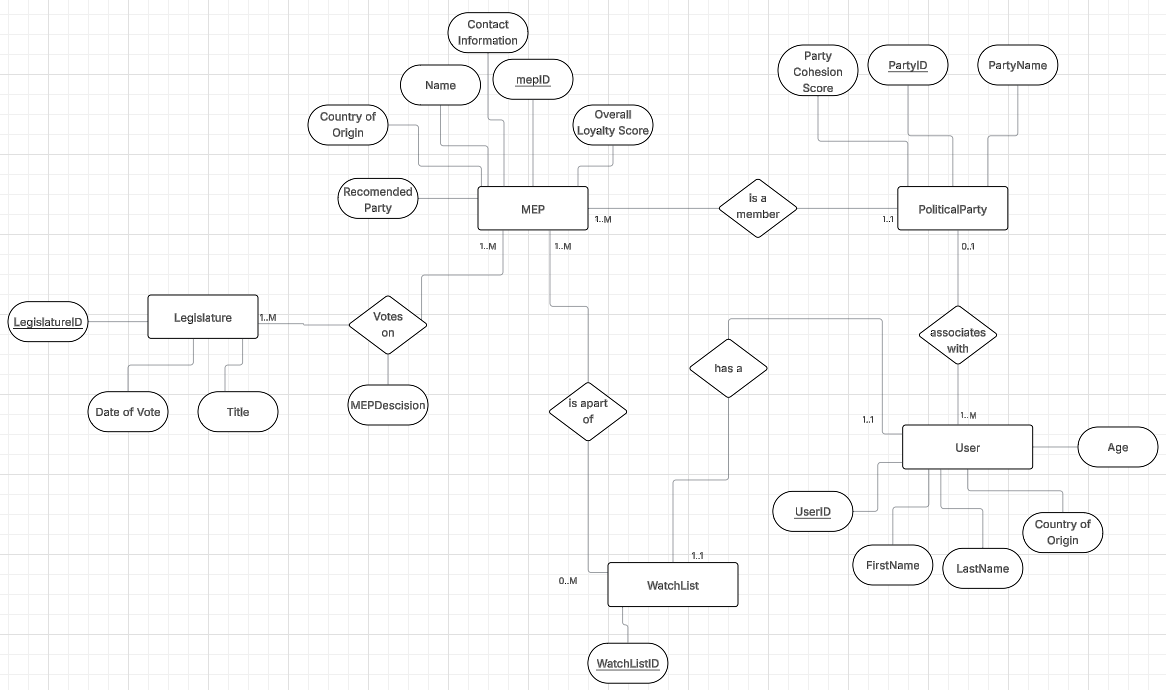 Contact
Information
Party
Cohesion
Score
PartyID
PartyName
Name
mepID
Country of
Origin
Overall
Loyalty Score
Recomended
Party
MEP
1..M
is a
member
1..1
PoliticalParty
1..M
1..M
0..1
LegislatureID
Legislature
1..M
Votes
on
associates
with
has a
MEPDescision
Date of Vote
Title
is apart
of
1..1
1..M
User
Age
UserID
Country of
Origin
FirstName
LastName
1..1
0..M
WatchList
WatchListID